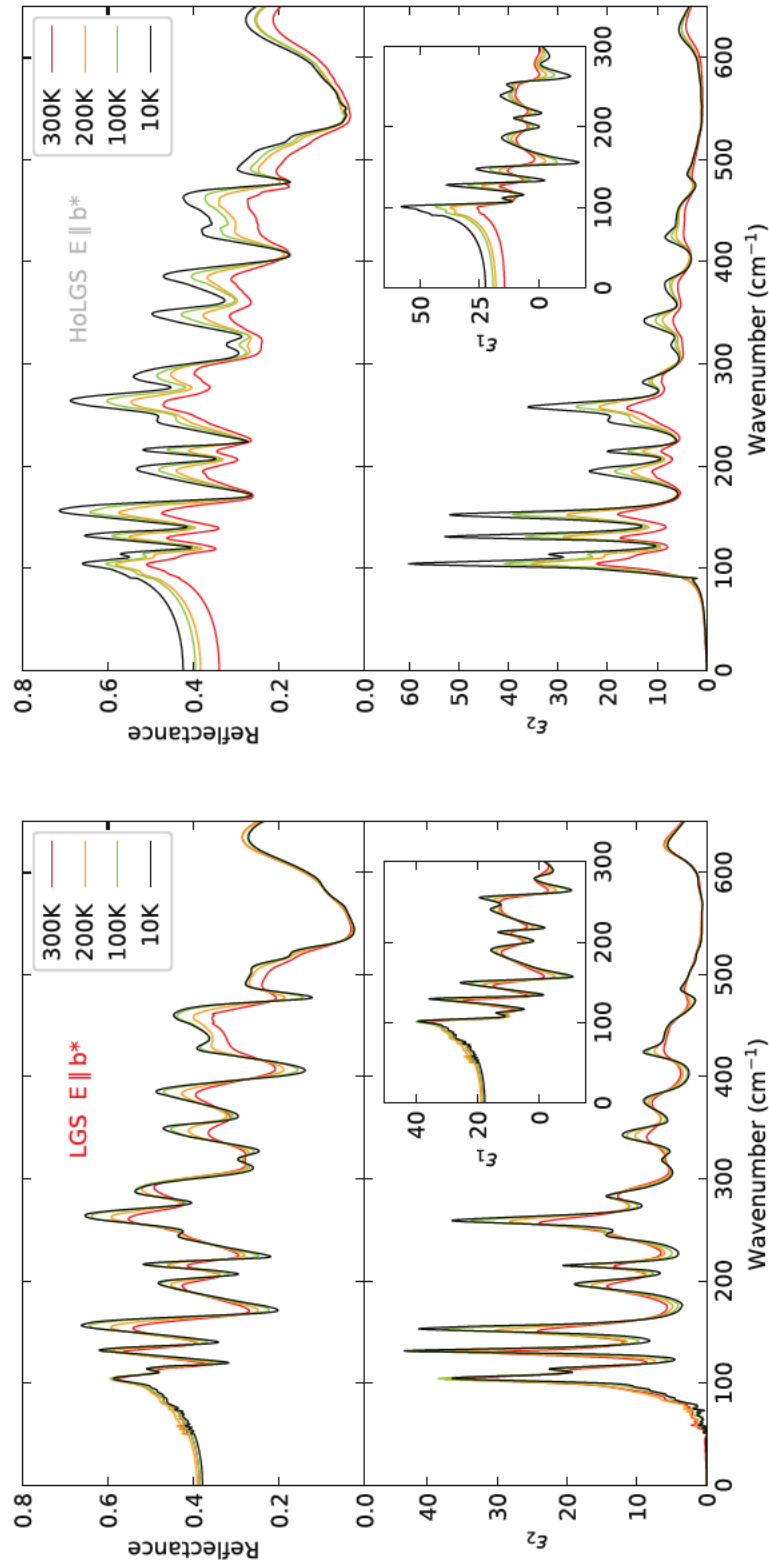 LGS E ∥ b*
300K
200K
100K
10K
Reflectance
0.8
0.6
0.4
0.2
0.0
ε₁
40
20
0
0
100
200
300
ε₂
40
30
20
10
0
0
100
200
300
400
500
600
Wavenumber (cm⁻¹)
HoLGS E ∥ b*
300K
200K
100K
10K
Reflectance
0.8
0.6
0.4
0.2
0.0
ε₁
50
25
0
0
100
200
300
ε₂
60
50
40
30
20
10
0
0
100
200
300
400
500
600
Wavenumber (cm⁻¹)